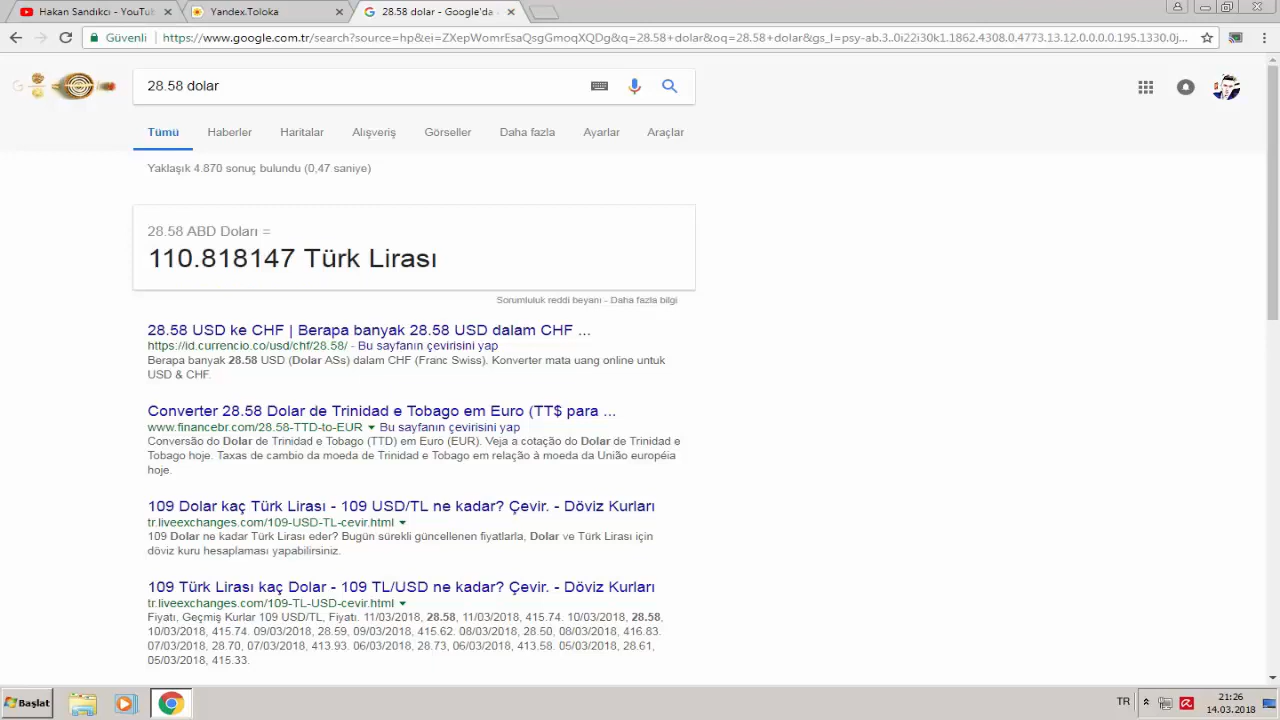 Hakan Sandıkcı - YouTul
Yandex.Toloka
28.58 dolar - Google'da
Güvenli
https://www.google.com.tr/search?source=hp&ei=ZXepWomrEsaQsgGmoqXQDg&q=28.58+dolar&oq=28.58+dolar&gs_l=psy-ab.3..0i22i30k1.1862.4308.0.4773.13.12.0.0.0.0.195.1330.0j...
28.58 dolar
Tümü Haberler Haritalar Alışveriş Görseller Daha fazla Ayarlar Araçlar
Yaklaşık 4.870 sonuç bulundu (0,47 saniye)
28.58 ABD Doları =
110.818147 Türk Lirası
Sorumluluk reddi beyanı - Daha fazla bilgi
28.58 USD ke CHF | Berapa banyak 28.58 USD dalam CHF ...
https://id.currencio.co/usd/chf/28.58/ - Bu sayfanın çevirisini yap
Berapa banyak 28.58 USD (Dolar ASs) dalam CHF (Franc Swiss). Konverter mata uang online untuk
USD & CHF.
Converter 28.58 Dolar de Trinidad e Tobago em Euro (TT$ para ...
www.financebr.com/28.58-TTD-to-EUR Bu sayfanın çevirisini yap
Conversão do Dolar de Trinidad e Tobago (TTD) em Euro (EUR). Veja a cotação do Dolar de Trinidad e
Tobago hoje. Taxas de cambio da moeda de Trinidad e Tobago em relação à moeda da União européia
hoje.
109 Dolar kaç Türk Lirası - 109 USD/TL ne kadar? Çevir. - Döviz Kurları
tr.liveexchanges.com/109-USD-TL-cevir.html
109 Dolar ne kadar Türk Lirası eder? Bugün sürekli güncellenen fiyatlarla, Dolar ve Türk Lirası için
döviz kuru hesaplaması yapabilirsiniz.
109 Türk Lirası kaç Dolar - 109 TL/USD ne kadar? Çevir. - Döviz Kurları
tr.liveexchanges.com/109-TL-USD-cevir.html
Fiyatı, Geçmiş Kurlar 109 USD/TL, Fiyatı. 11/03/2018, 28.58, 11/03/2018, 415.74. 10/03/2018, 28.58,
10/03/2018, 415.74. 09/03/2018, 28.59, 09/03/2018, 415.62. 08/03/2018, 28.50, 08/03/2018, 416.83.
07/03/2018, 28.70, 07/03/2018, 413.93. 06/03/2018, 28.73, 06/03/2018, 413.58. 05/03/2018, 28.61,
05/03/2018, 415.33.
Başlat
TR
21:26
14.03.2018